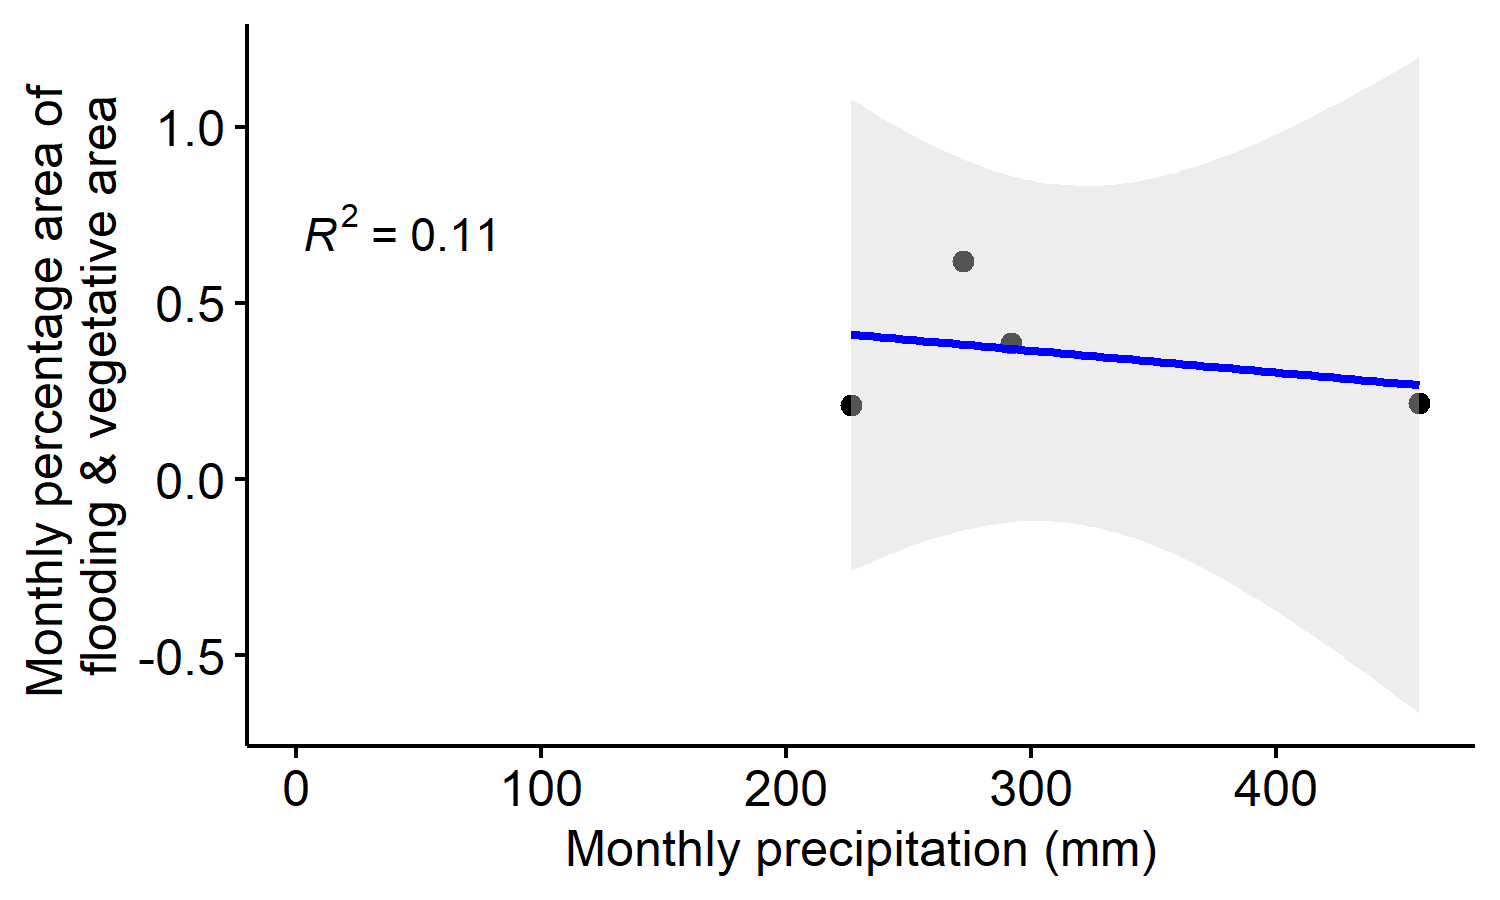 Monthly percentage area of
flooding & vegetative area
1.0
0.5
0.0
-0.5
R² = 0.11
0 100 200 300 400
Monthly precipitation (mm)